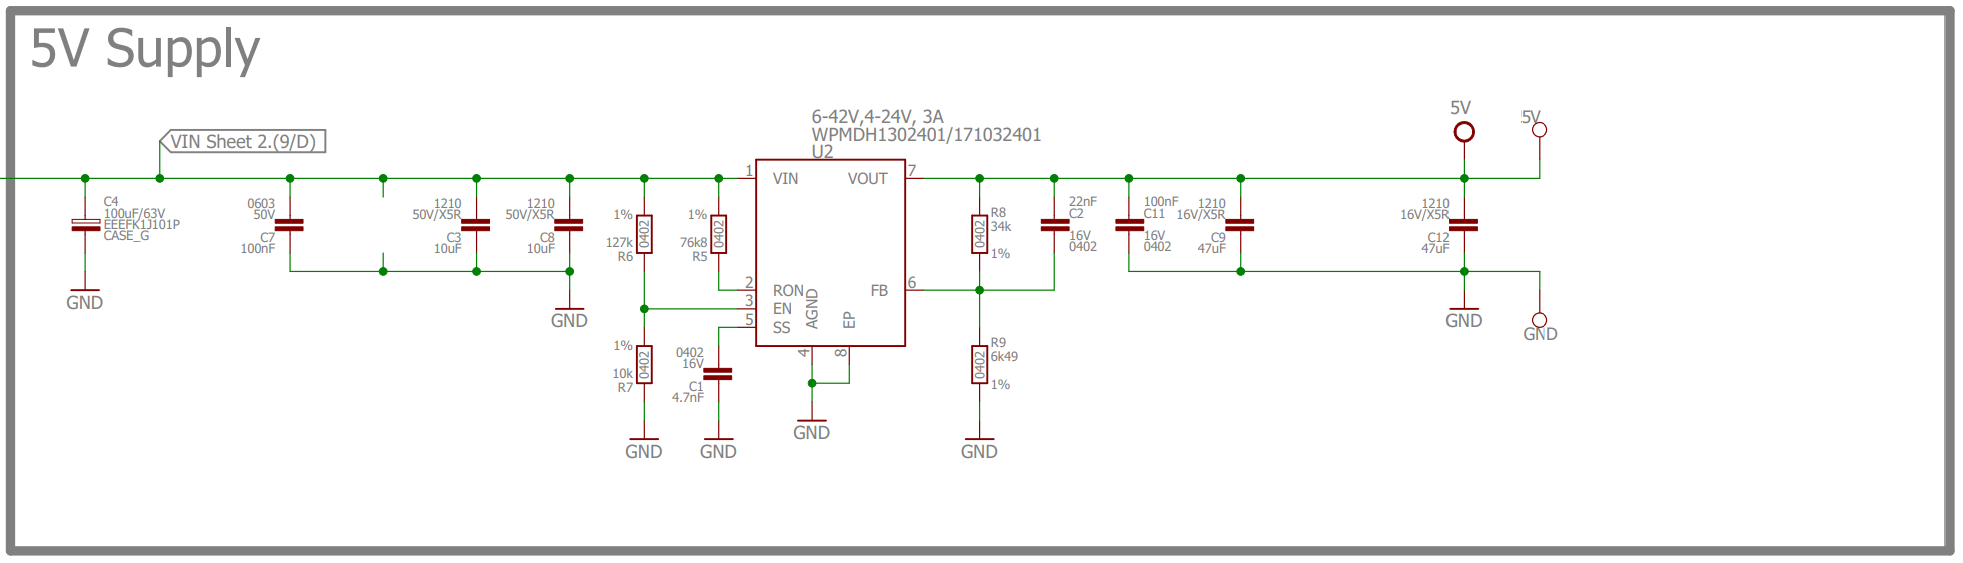 5V Supply
VIN Sheet 2.(9/D)
C4
100uF/63V
EEEFK1J101P
CASE_G
GND
0603
50V
C7
100nF
1210
50V/X5R
C3
10uF
1210
50V/X5R
C8
10uF
GND
1%
0402
127k
R6
1%
0402
76k8
R5
1%
0402
10k
R7
GND
0402
16V
C1
4.7nF
GND
6-42V,4-24V, 3A
WPMDH1302401/171032401
U2
1
VIN
2
RON
3
EN
5
SS
AGND
4
EP
8
VOUT
7
FB
6
GND
R8
34k
0402
1%
R9
6k49
0402
1%
GND
22nF
C2
16V
0402
100nF
C11
16V
0402
1210
16V/X5R
C9
47uF
1210
16V/X5R
C12
47uF
GND
5V
5V
GND